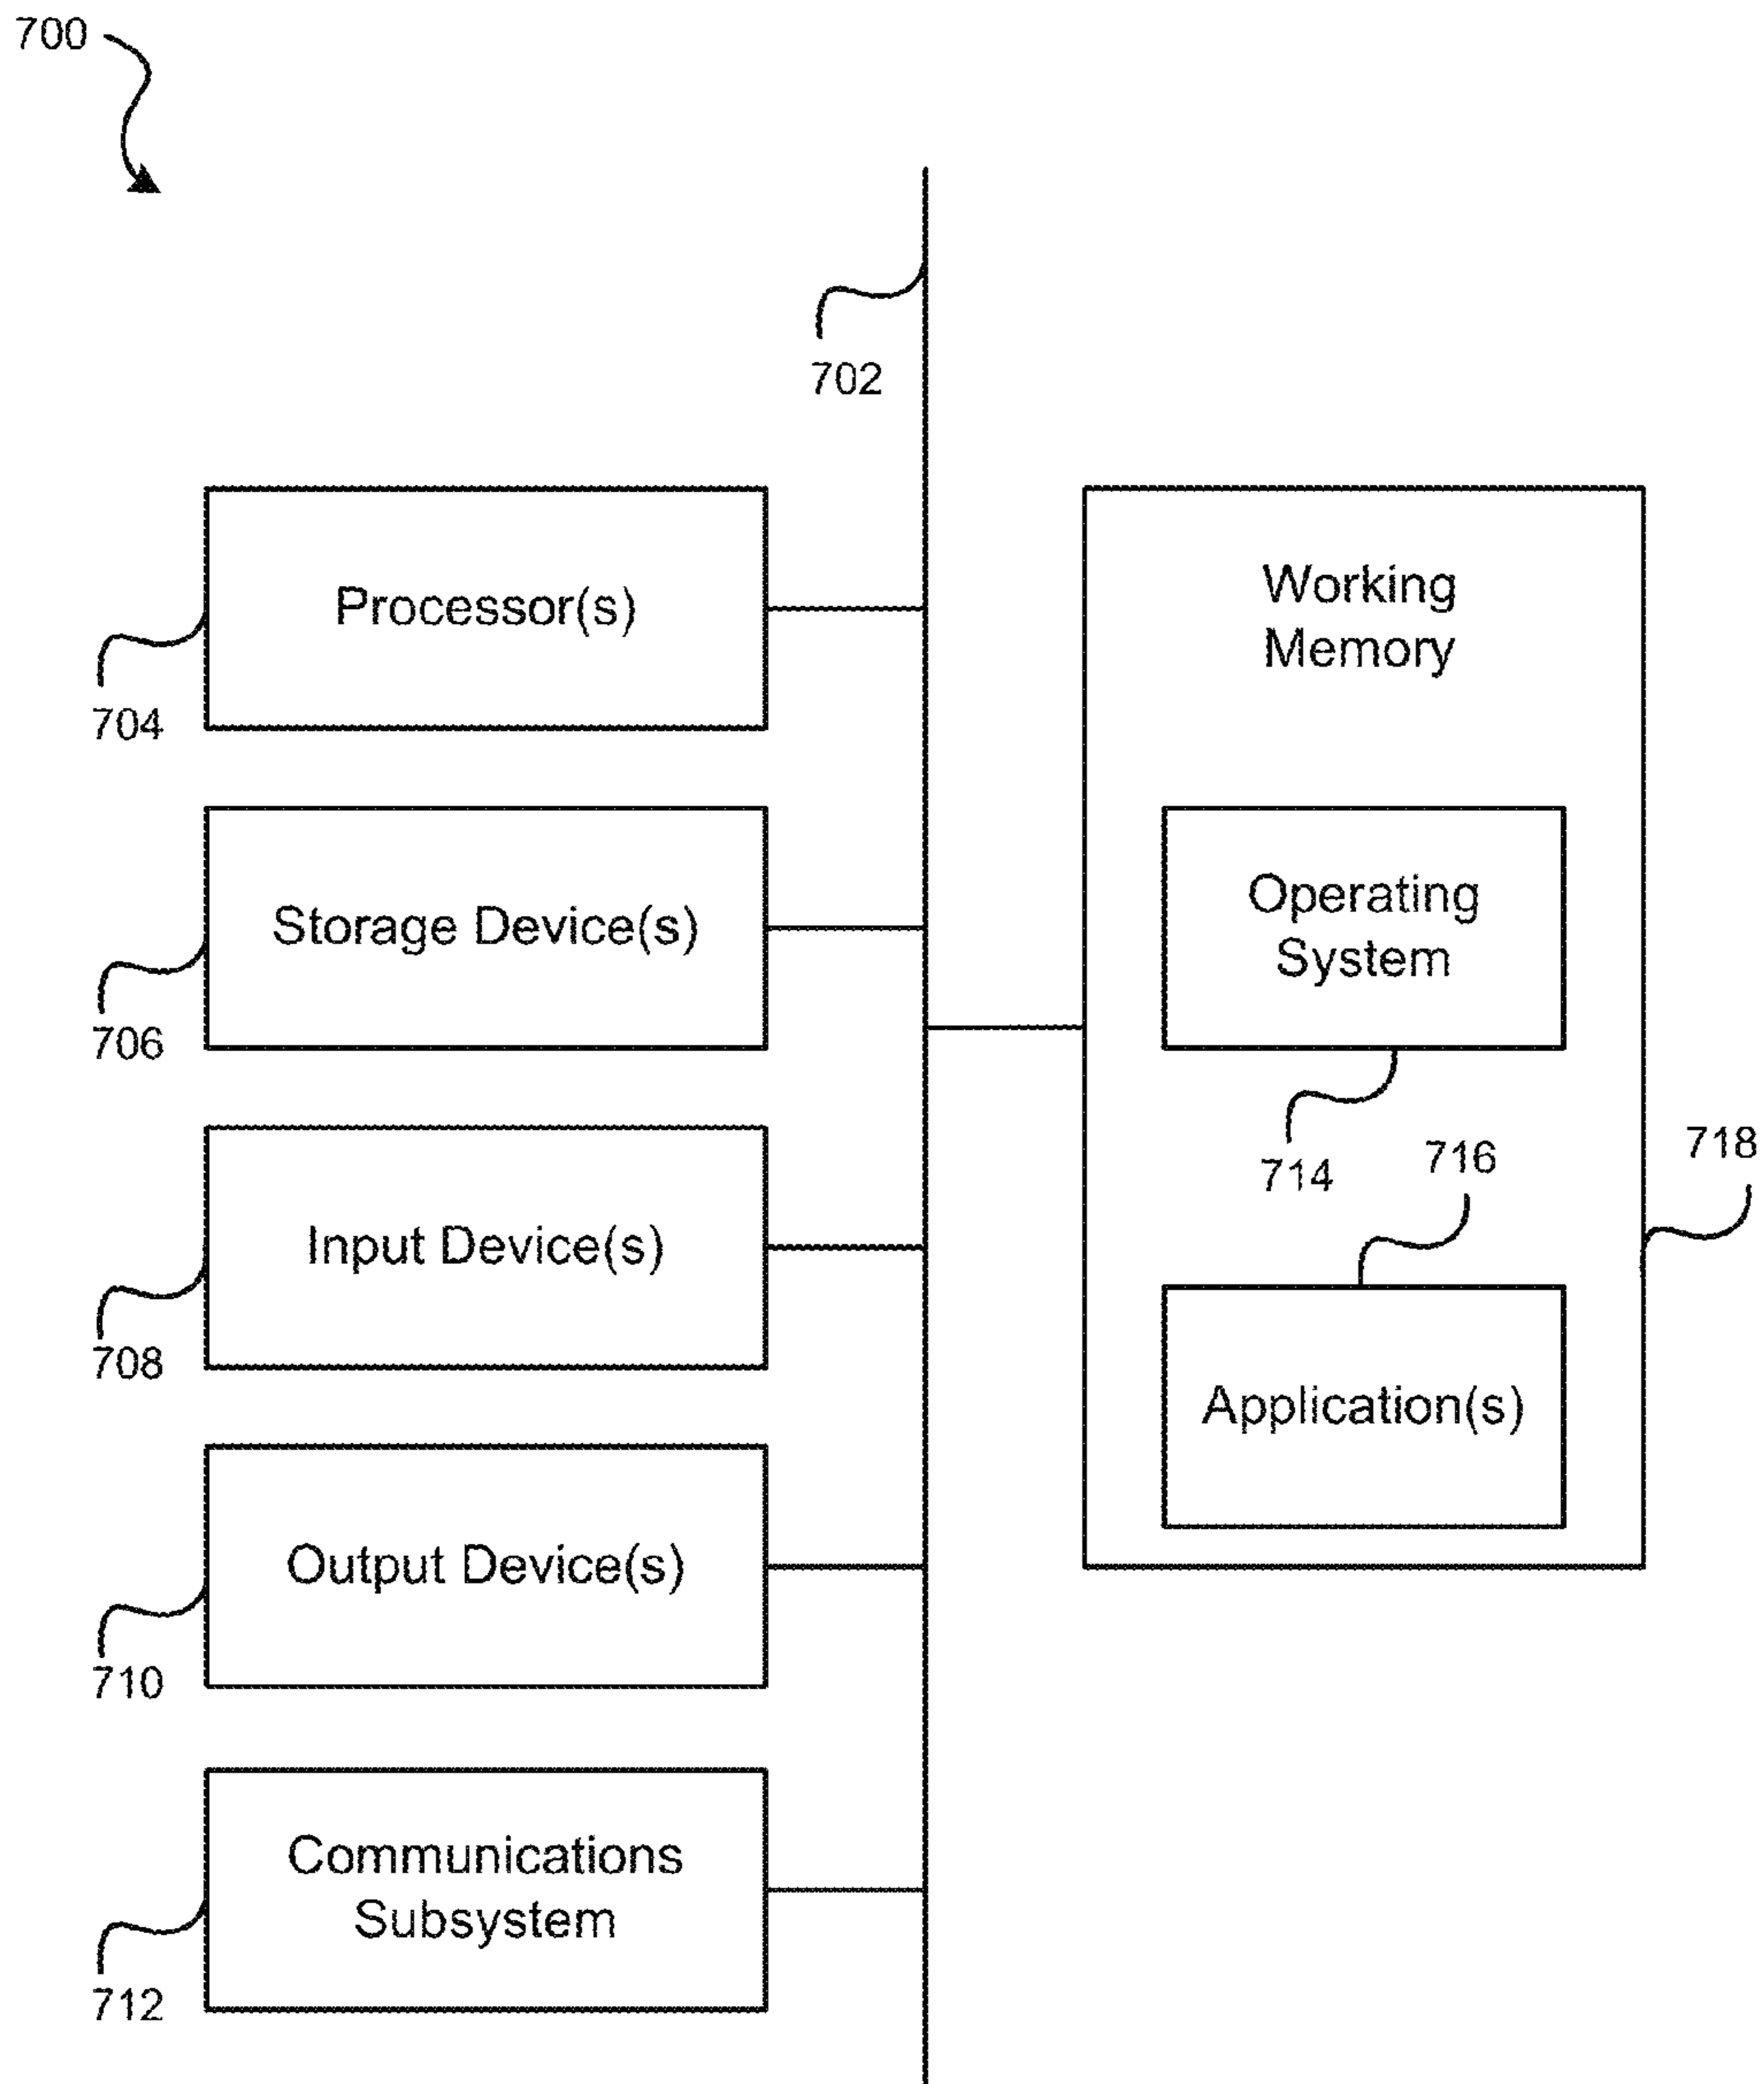 700
702
Processor(s)
704
Storage Device(s)
706
Input Device(s)
708
Output Device(s)
710
Communications
Subsystem
712
Working
Memory
Operating
System
714
716
718
Application(s)